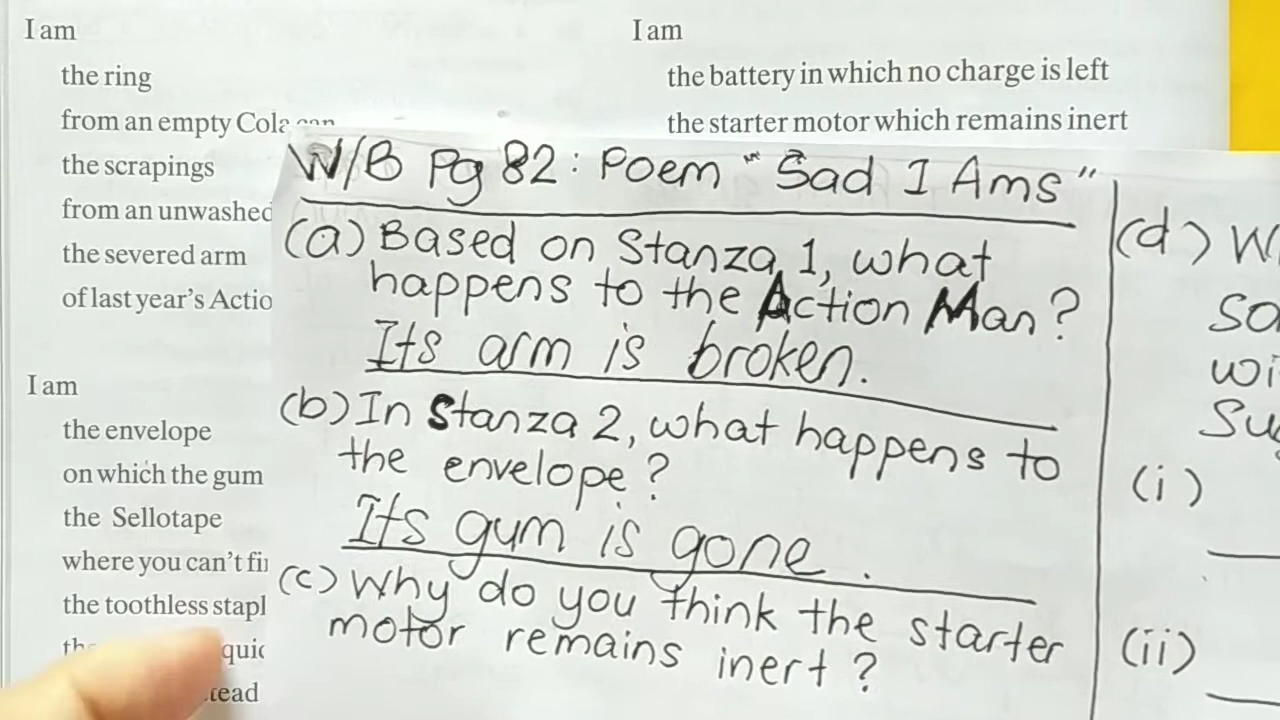 I am
the ring
from an empty Cola can
the scrapings
from an unwashed
the severed arm
of last year's Actio
I am
the envelope
on which the gum
the Sellotape
where you can't fi
the toothless stapl
quic
I am
the battery in which no charge is left
the starter motor which remains inert
W/B Pg 82: Poem "Sad I Ams"
(a) Based on Stanza 1, what
happens to the Action Man?
Its arm is broken.
(b) In Stanza 2, what happens to
the envelope?
Its gum is gone.
(c) Why do you think the starter
motor remains inert?
(d) W
so
wi
su
(i)
(ii)